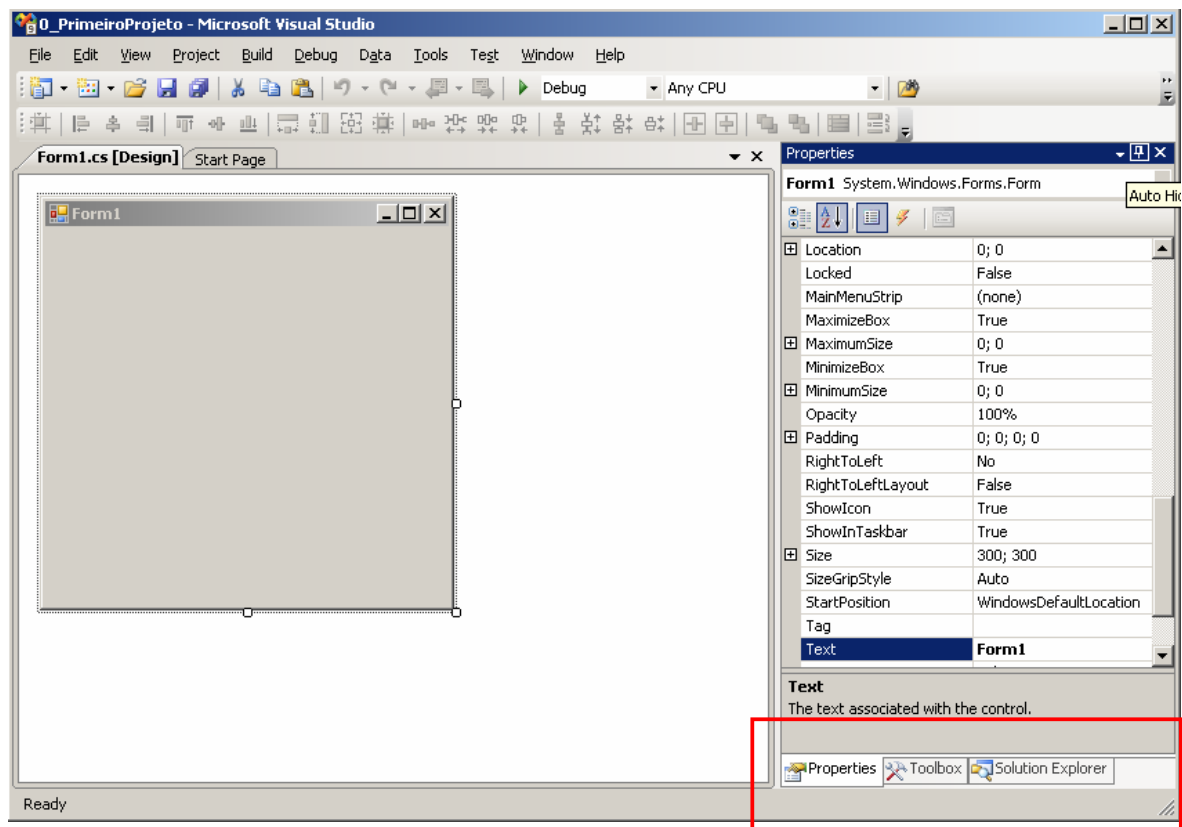 0_PrimeiroProjeto - Microsoft Visual Studio
File Edit View Project Build Debug Data Tools Test Window Help
Debug Any CPU
Form1.cs [Design] Start Page
Form1
Properties
Form1 System.Windows.Forms.Form
Auto Hid
Location 0; 0
Locked False
MainMenuStrip (none)
MaximizeBox True
MaximumSize 0; 0
MinimizeBox True
MinimumSize 0; 0
Opacity 100%
Padding 0; 0; 0; 0
RightToLeft No
RightToLeftLayout False
ShowIcon True
ShowInTaskbar True
Size 300; 300
SizeGripStyle Auto
StartPosition WindowsDefaultLocation
Tag
Text Form1
Text
The text associated with the control.
Properties Toolbox Solution Explorer
Ready